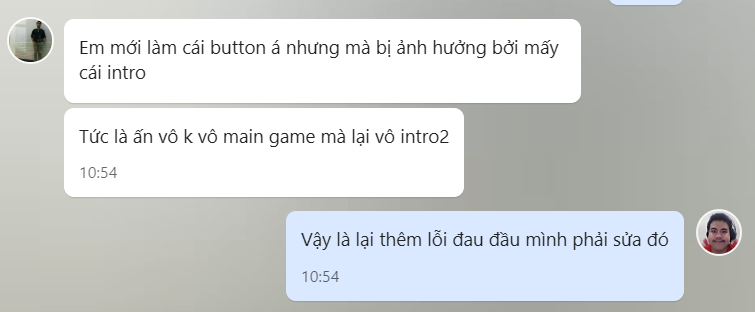 Em mới làm cái button á nhưng mà bị ảnh hưởng bởi mấy
cái intro
Tức là ấn vô k vô main game mà lại vô intro2
10:54
Vậy là lại thêm lỗi đau đầu mình phải sửa đó
10:54